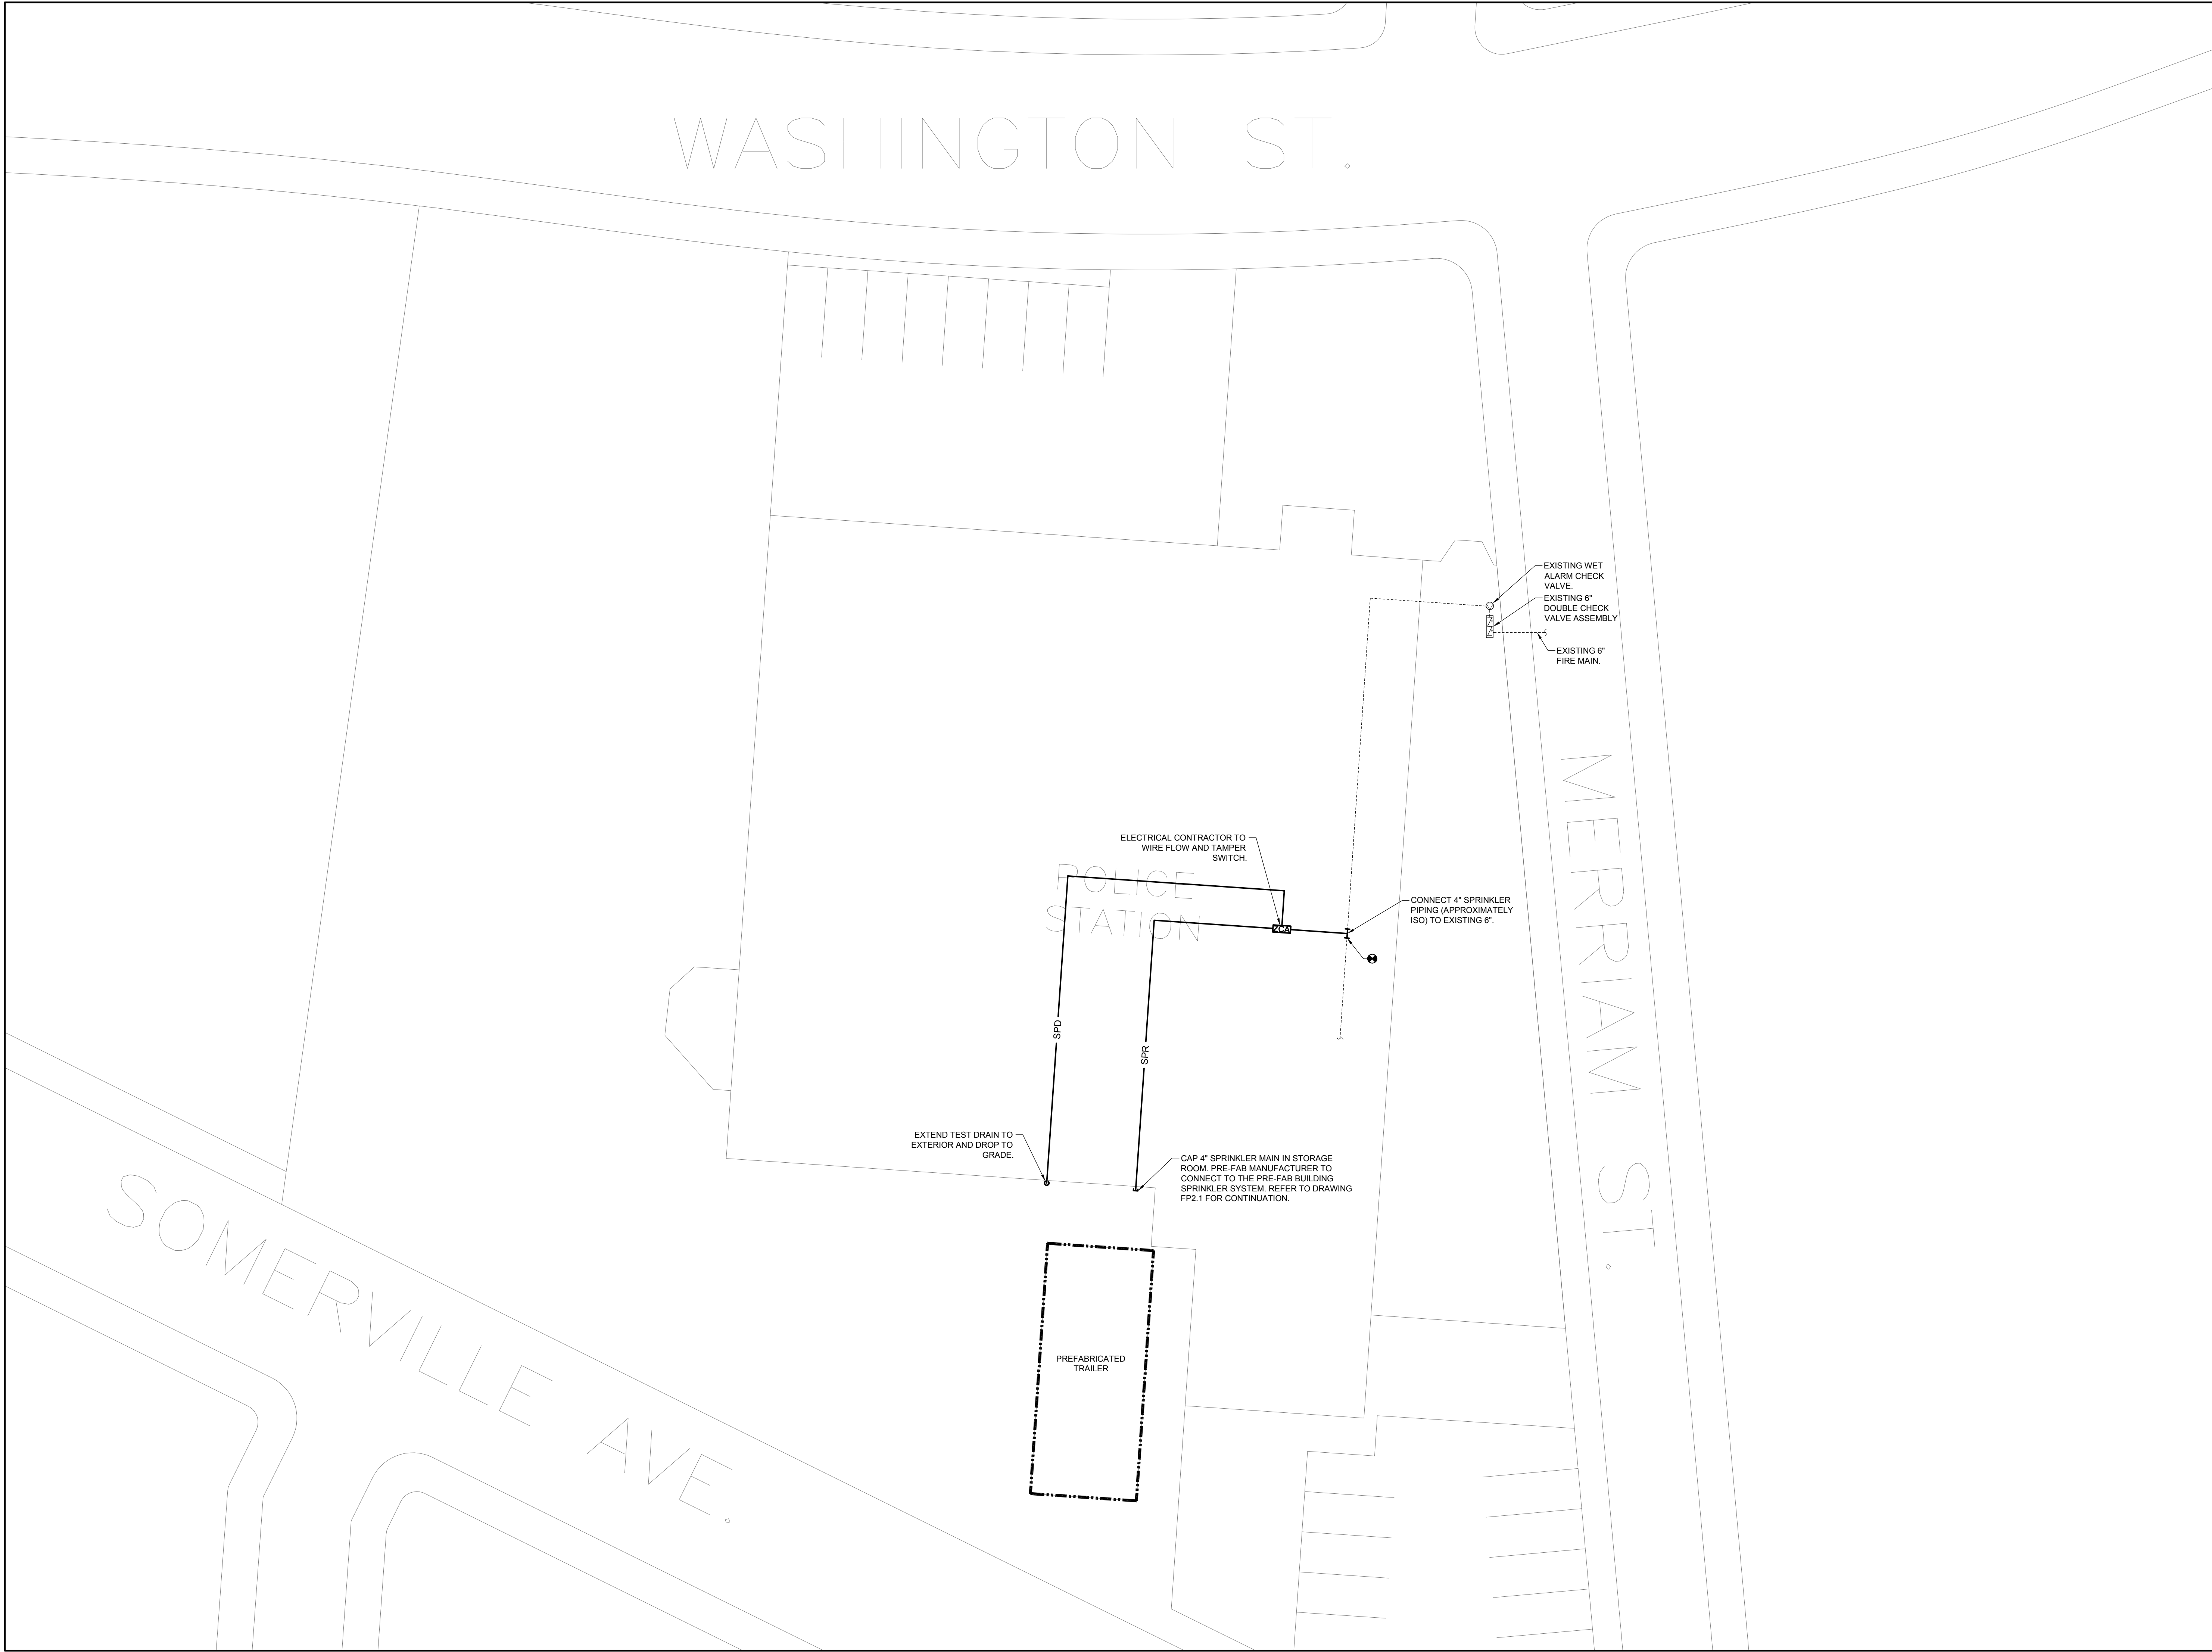 WASHINGTON ST.
EXISTING WET
ALARM CHECK
VALVE.
EXISTING 6"
DOUBLE CHECK
VALVE ASSEMBLY
EXISTING 6"
FIRE MAIN.
MERRIAM ST.
ELECTRICAL CONTRACTOR TO
WIRE FLOW AND TAMPER
SWITCH.
POLICE
STATION
ZCA
CONNECT 4" SPRINKLER
PIPING (APPROXIMATELY
ISO) TO EXISTING 6".
SPD
SPR
EXTEND TEST DRAIN TO
EXTERIOR AND DROP TO
GRADE.
CAP 4" SPRINKLER MAIN IN STORAGE
ROOM. PRE-FAB MANUFACTURER TO
CONNECT TO THE PRE-FAB BUILDING
SPRINKLER SYSTEM. REFER TO DRAWING
FP2.1 FOR CONTINUATION.
SOMERVILLE AVE.
PREFABRICATED
TRAILER